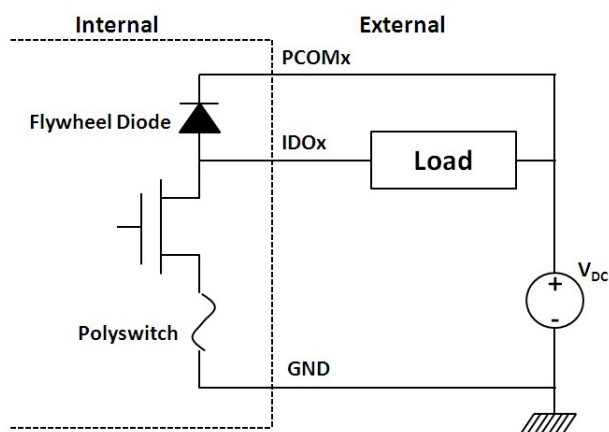 Internal
External
PCOMx
Flywheel Diode
IDOx
Load
+
VDC
-
Polyswitch
GND